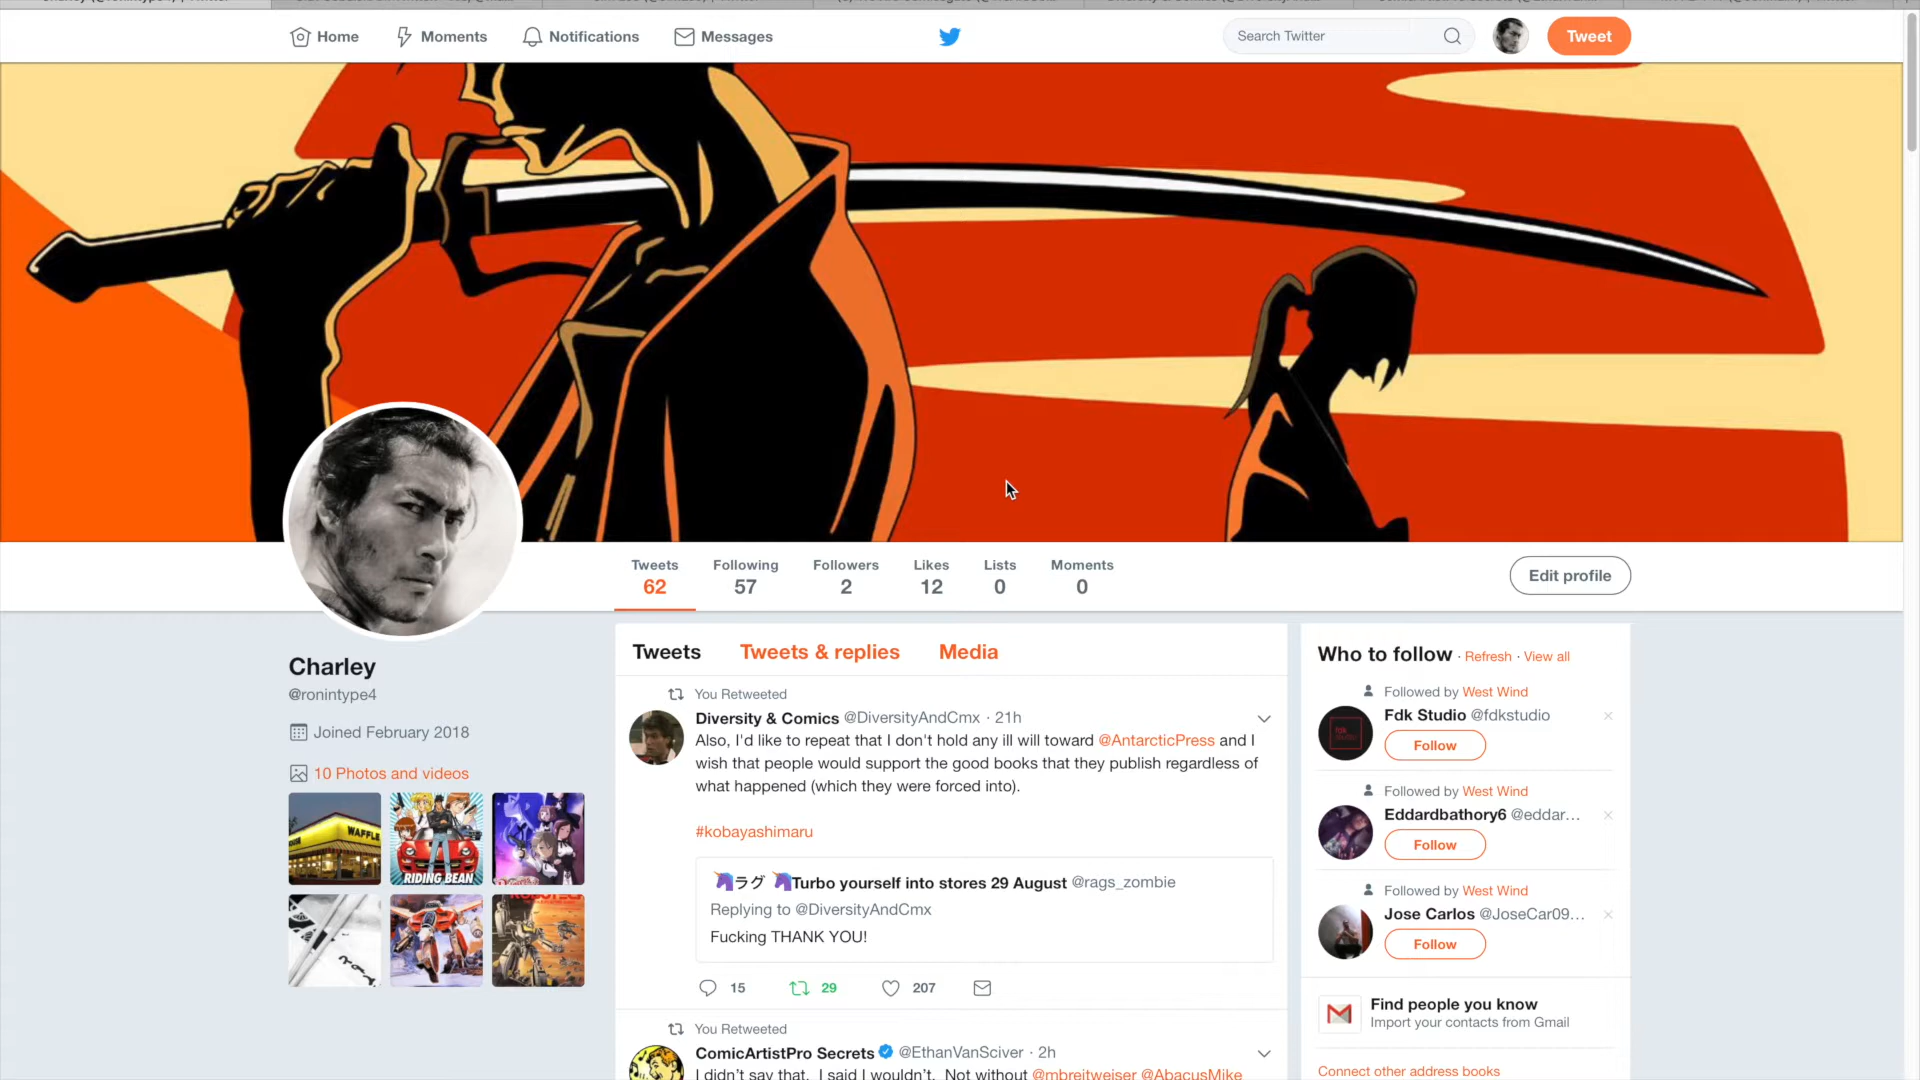 Home
Moments
Notifications
Messages
Search Twitter
Tweet
Tweets
62
Following
57
Followers
2
Likes
12
Lists
0
Moments
0
Edit profile
Charley
@ronintype4
Joined February 2018
10 Photos and videos
WAFFLE
RIDING BEAN
Tweets
Tweets & replies
Media
You Retweeted
Diversity & Comics @DiversityAndCmx · 21h
Also, I'd like to repeat that I don't hold any ill will toward @AntarcticPress and I
wish that people would support the good books that they publish regardless of
what happened (which they were forced into).
#kobayashimaru
🦄ラグ 🦄Turbo yourself into stores 29 August @rags_zombie
Replying to @DiversityAndCmx
Fucking THANK YOU!
15
29
207
You Retweeted
ComicArtistPro Secrets @EthanVanSciver · 2h
I didn't say that. I said I wouldn't. Not without @mbreitweiser @AbacusMike
Who to follow · Refresh · View all
Followed by West Wind
Fdk Studio @fdkstudio
Follow
Followed by West Wind
Eddardbathory6 @eddar...
Follow
Followed by West Wind
Jose Carlos @JoseCar09...
Follow
Find people you know
Import your contacts from Gmail
Connect other address books